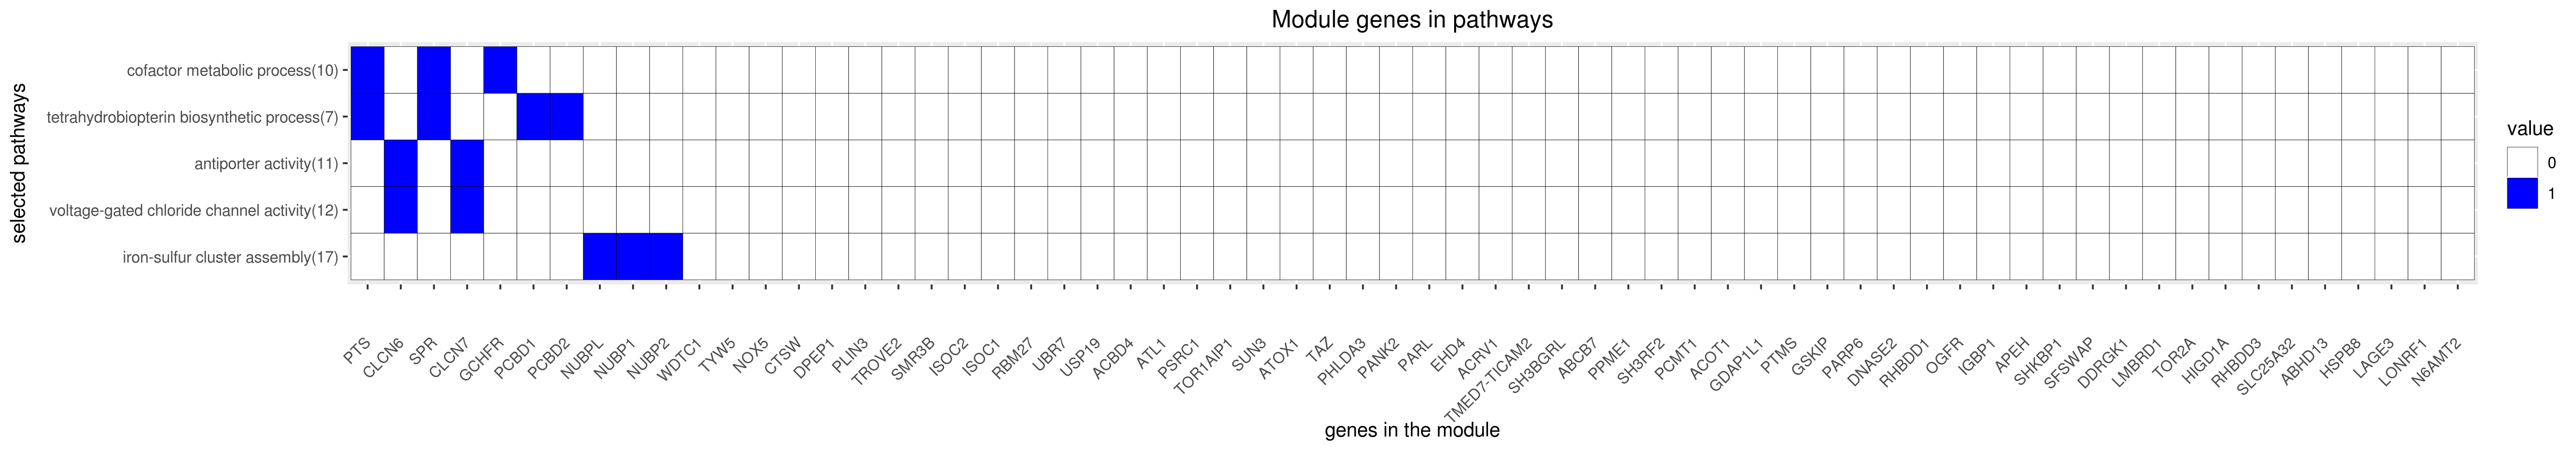 Module genes in pathways
selected pathways
cofactor metabolic process(10)
tetrahydrobiopterin biosynthetic process(7)
antiporter activity(11)
voltage-gated chloride channel activity(12)
iron-sulfur cluster assembly(17)
PTS
CLCN6
SPR
CLCN7
GCHFR
PCBD1
PCBD2
NUBPL
NUBP1
NUBP2
WDTC1
TYW5
NOX5
CTSW
DPEP1
PLIN3
TROVE2
SMR3B
ISOC2
ISOC1
RBM27
UBR7
USP19
ACBD4
ATL1
PSRC1
TOR1AIP1
SUN3
ATOX1
TAZ
PHLDA3
PANK2
PARL
EHD4
ACRV1
TMED7-TICAM2
SH3BGRL
ABCB7
PPME1
SH3RF2
PCMT1
ACOT1
GDAP1L1
PTMS
GSKIP
PARP6
DNASE2
RHBDD1
OGFR
IGBP1
APEH
SHKBP1
SFSWAP
DDRGK1
LMBRD1
TOR2A
HIGD1A
RHBDD3
SLC25A32
ABHD13
HSPB8
LAGE3
LONRF1
N6AMT2
genes in the module
value
0
1